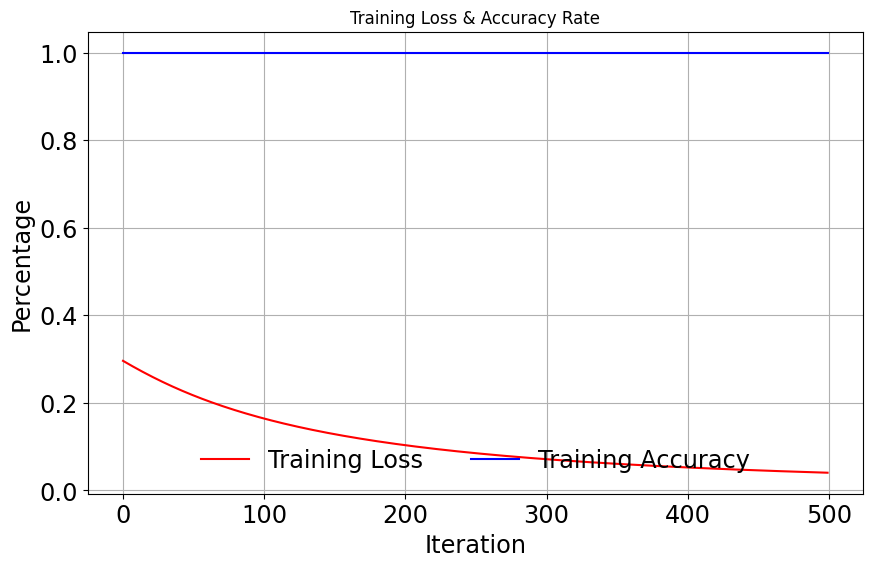 Training Loss & Accuracy Rate
1.0
0.8
0.6
0.4
0.2
0.0
Percentage
Training Loss
Training Accuracy
0 100 200 300 400 500
Iteration